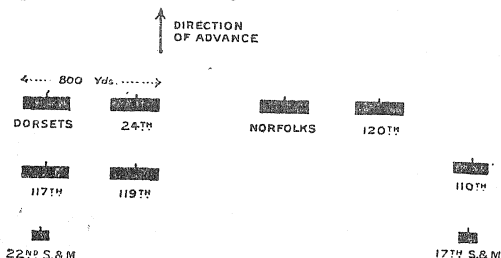 DIRECTION
OF ADVANCE
800 Yds.
DORSETS 24TH NORFOLKS 120TH
117TH 119TH 110TH
22ND S.&M 17TH S.&M